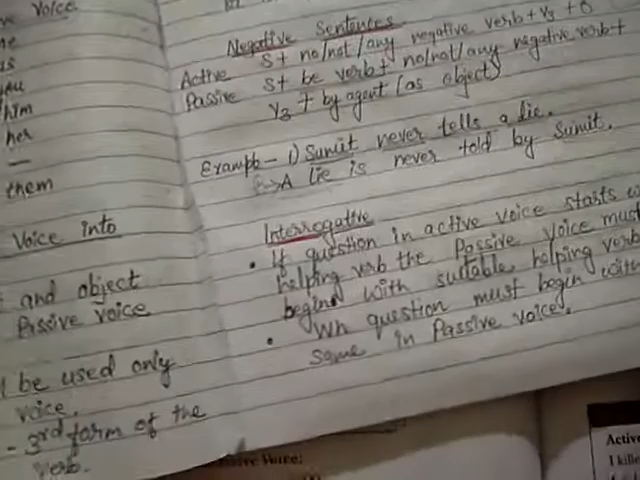 Voice
me
us
you
him
her
—
them
Voice into
and object
Passive voice
be used only
voice.
- 3rd form of the
verb.
Negative Sentences
Active S+ no/not/any negative verb + V3 + O
Passive S+ be verb+ no/not/any negative verb+
V3 + by agent (as object)
Exampb - 1) Sumit never tells a lie.
→ A lie is never told by Sumit.
Interrogative
• If question in active voice starts
helping verb the Passive voice must
begin with suitable helping verb
• Wh question must begin with
same in Passive voice.
Voice:
Active
I kille